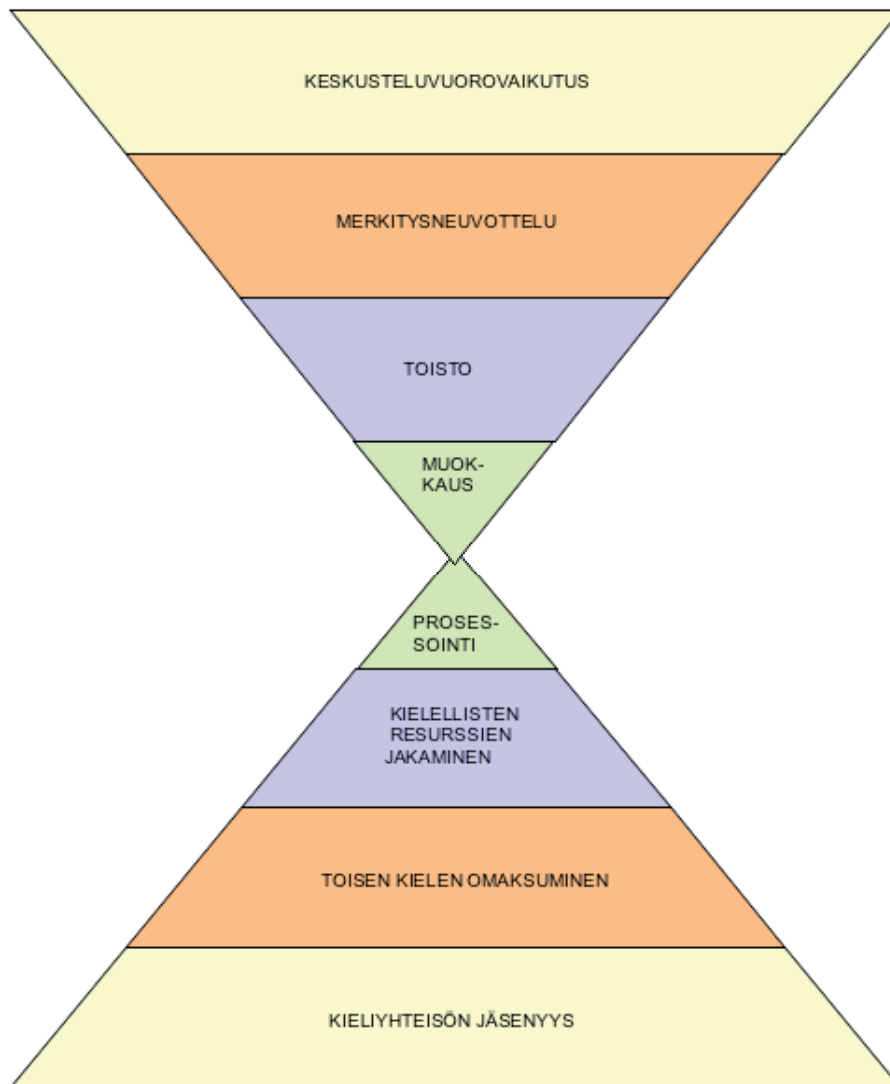 KESKUSTELUVUOROVAIKUTUS
MERKITYSNEUVOTTELU
TOISTO
MUOK-
KAUS
PROSES-
SOINTI
KIELELLISTEN
RESURSSIEN
JAKAMINEN
TOISEN KIELEN OMAKSUMINEN
KIELIYHTEISÖN JÄSENYYS